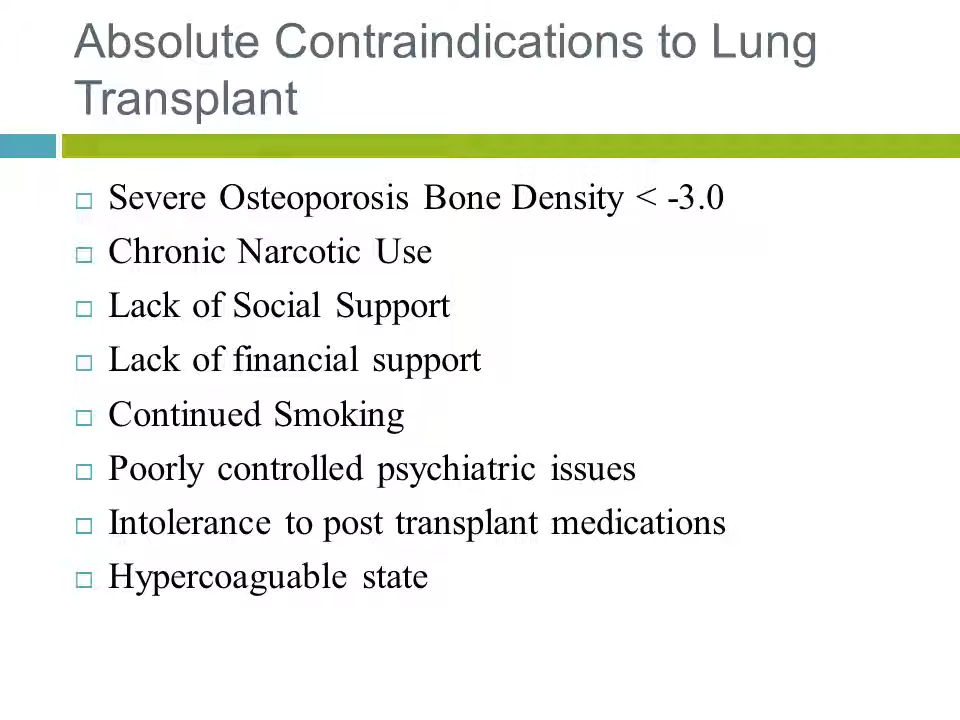 Absolute Contraindications to Lung
Transplant
Severe Osteoporosis Bone Density < -3.0
Chronic Narcotic Use
Lack of Social Support
Lack of financial support
Continued Smoking
Poorly controlled psychiatric issues
Intolerance to post transplant medications
Hypercoaguable state